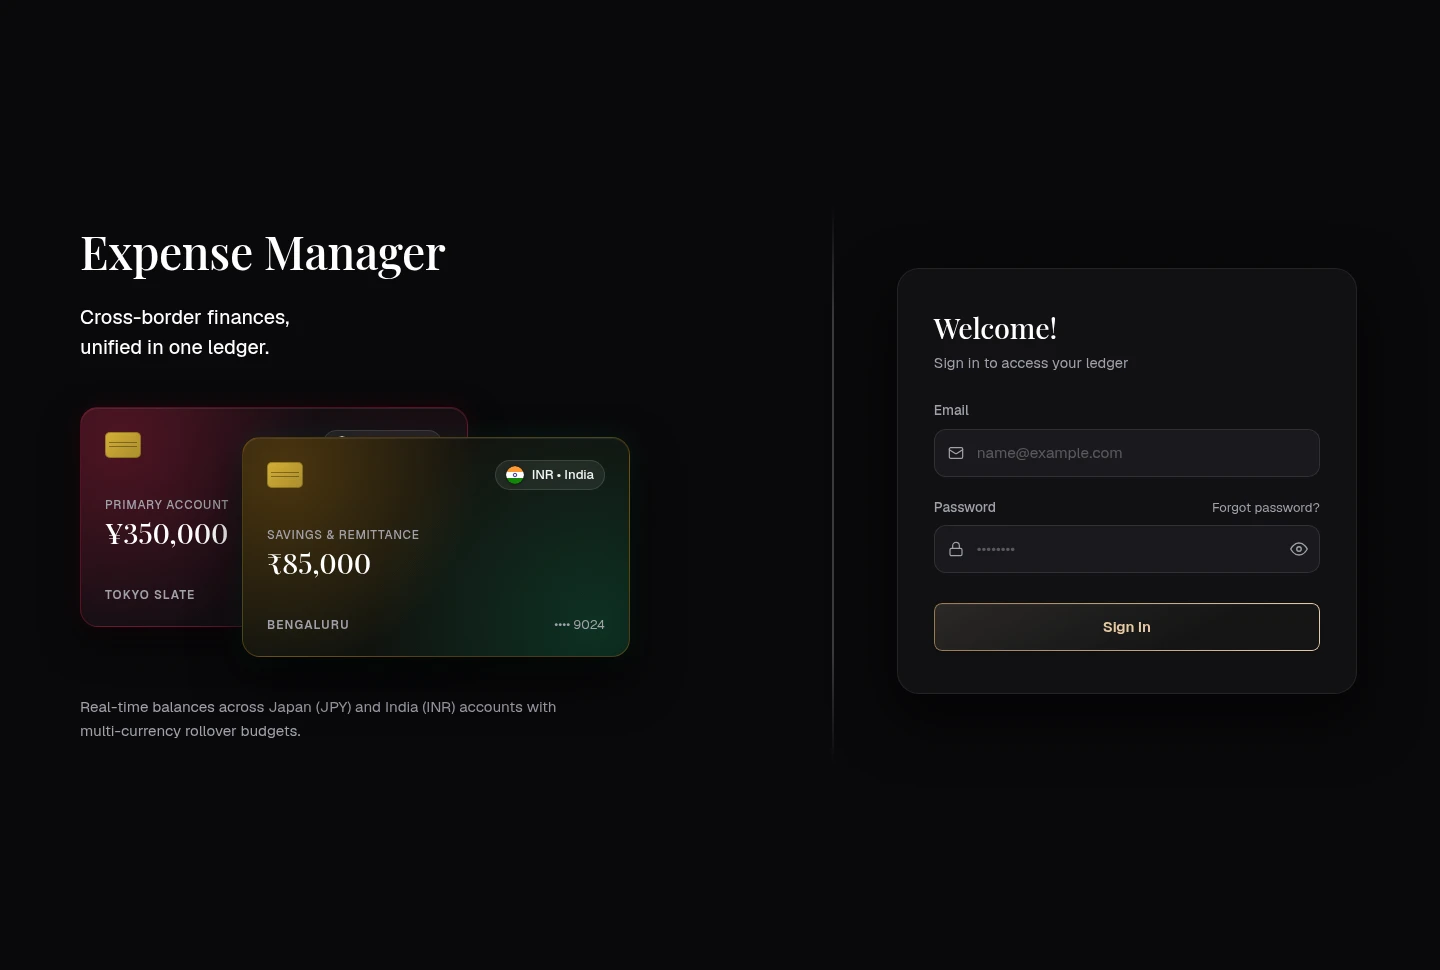 Expense Manager
Cross-border finances,
unified in one ledger.
PRIMARY ACCOUNT
¥350,000
TOKYO SLATE
INR • India
SAVINGS & REMITTANCE
₹85,000
BENGALURU
•••• 9024
Real-time balances across Japan (JPY) and India (INR) accounts with
multi-currency rollover budgets.
Welcome!
Sign in to access your ledger
Email
name@example.com
Password
Forgot password?
••••••••
Sign In